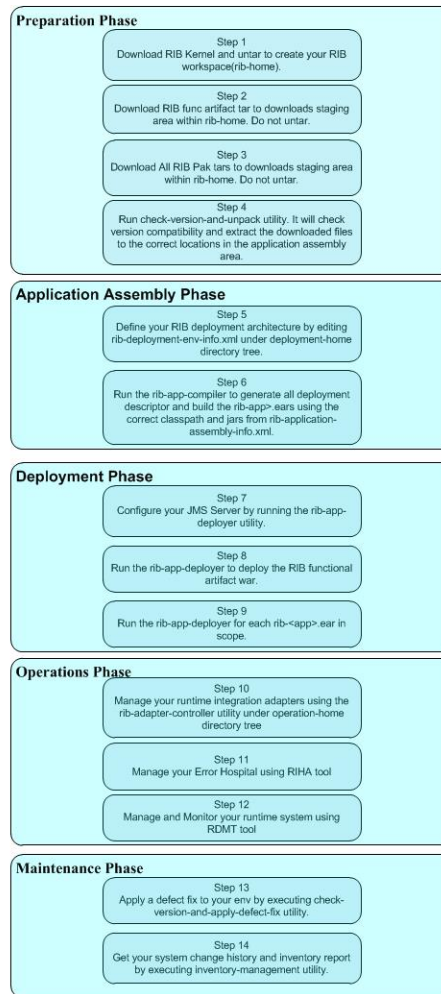 Preparation Phase
Step 1
Download RIB Kernel and untar to create your RIB
workspace(rib-home).
Step 2
Download RIB func artifact tar to downloads staging
area within rib-home. Do not untar.
Step 3
Download All RIB Pak tars to downloads staging area
within rib-home. Do not untar.
Step 4
Run check-version-and-unpack utility. It will check
version compatibility and extract the downloaded files
to the correct locations in the application assembly
area.
Application Assembly Phase
Step 5
Define your RIB deployment architecture by editing
rib-deployment-env-info.xml under deployment-home
directory tree.
Step 6
Run the rib-app-compiler to generate all deployment
descriptor and build the rib-app>.ears using the
correct classpath and jars from rib-application-
assembly-info.xml.
Deployment Phase
Step 7
Configure your JMS Server by running the rib-app-
deployer utility.
Step 8
Run the rib-app-deployer to deploy the RIB functional
artifact war.
Step 9
Run the rib-app-deployer for each rib-<app>.ear in
scope.
Operations Phase
Step 10
Manage your runtime integration adapters using the
rib-adapter-controller utility under operation-home
directory tree
Step 11
Manage your Error Hospital using RIHA tool
Step 12
Manage and Monitor your runtime system using
RDMT tool
Maintenance Phase
Step 13
Apply a defect fix to your env by executing check-
version-and-apply-defect-fix utility.
Step 14
Get your system change history and inventory report
by executing inventory-management utility.